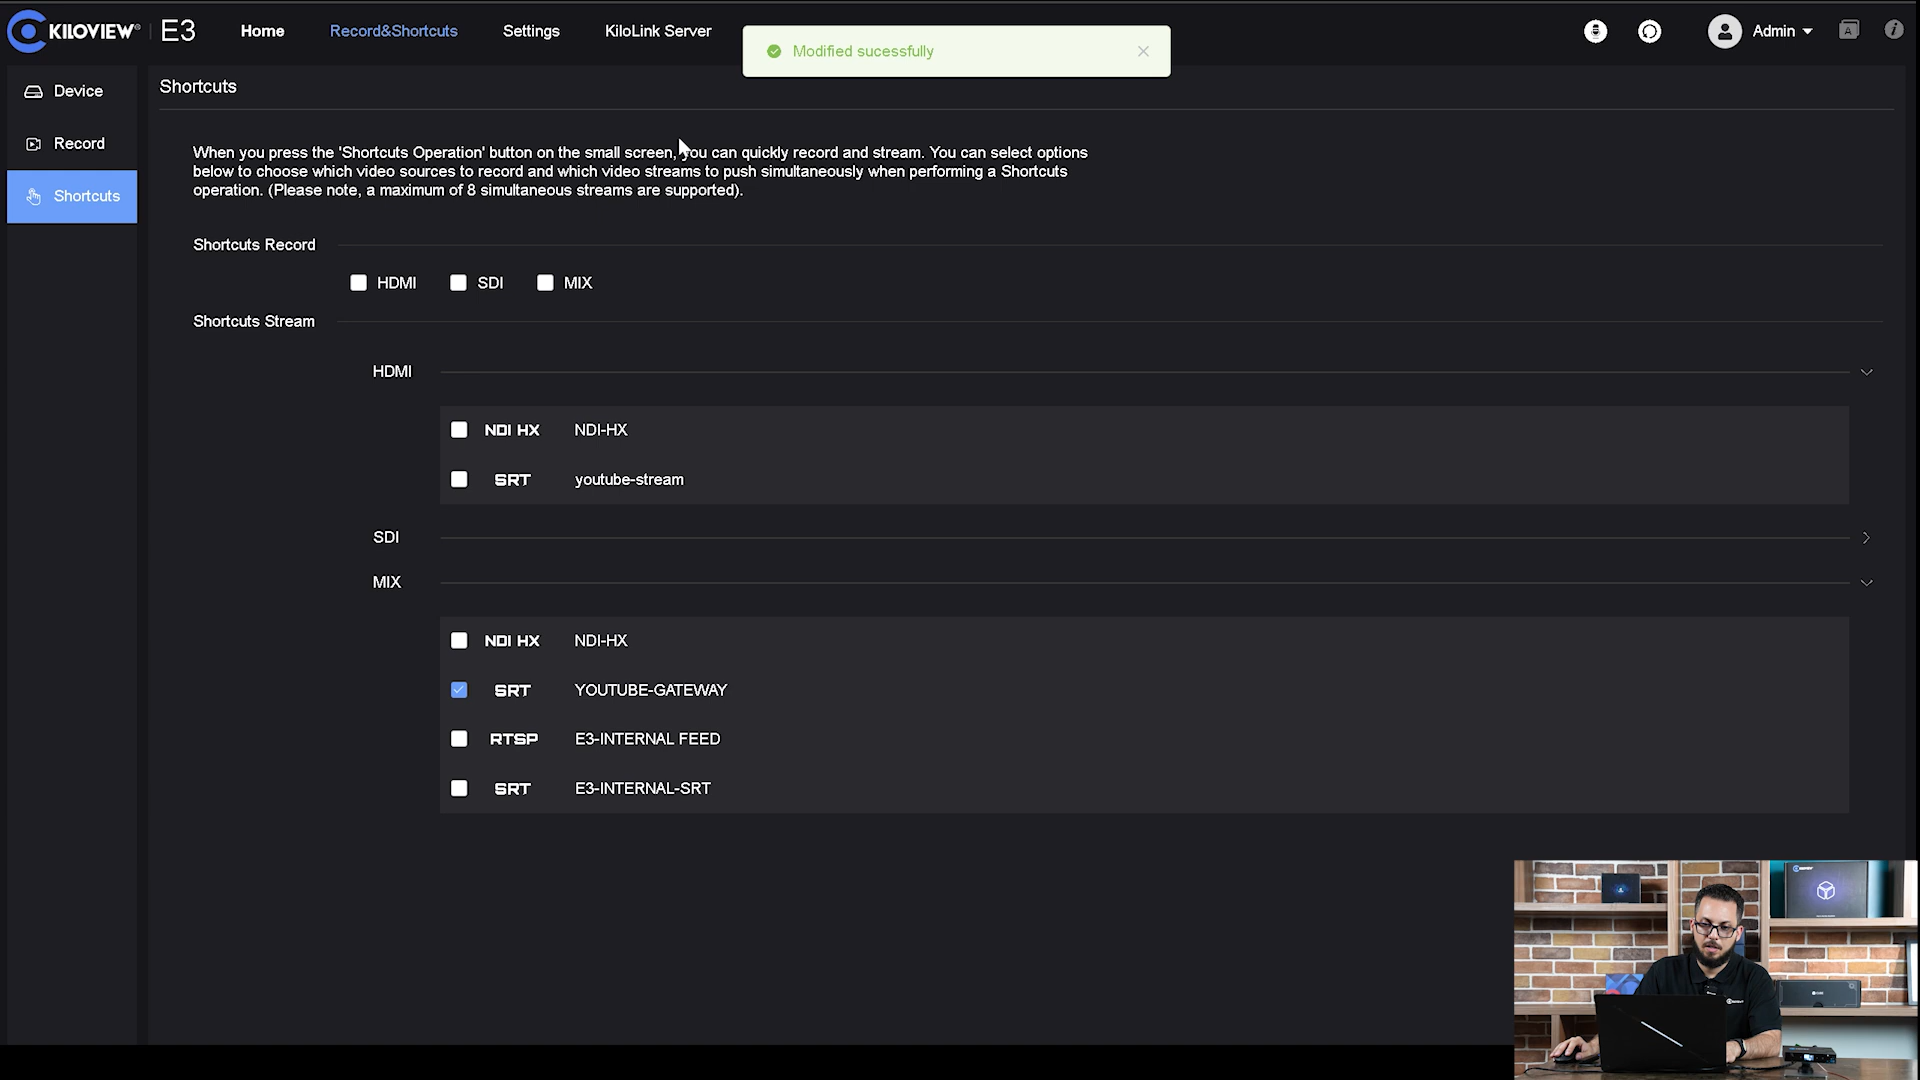 KILOVIEW® E3 Home Record&Shortcuts Settings KiloLink Server Admin
Modified sucessfully
Device
Record
Shortcuts
Shortcuts
When you press the 'Shortcuts Operation' button on the small screen, you can quickly record and stream. You can select options
below to choose which video sources to record and which video streams to push simultaneously when performing a Shortcuts
operation. (Please note, a maximum of 8 simultaneous streams are supported).
Shortcuts Record
HDMI SDI MIX
Shortcuts Stream
HDMI
NDI HX NDI-HX
SRT youtube-stream
SDI
MIX
NDI HX NDI-HX
SRT YOUTUBE-GATEWAY
RTSP E3-INTERNAL FEED
SRT E3-INTERNAL-SRT